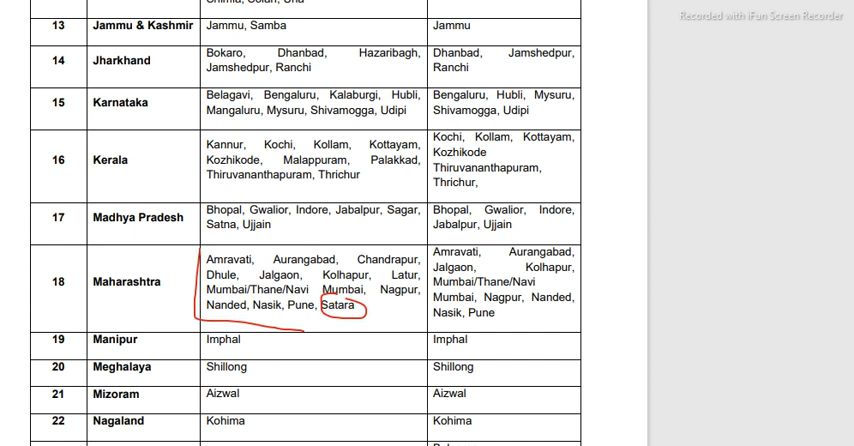 Recorded with iFun Screen Recorder
13 Jammu & Kashmir Jammu, Samba Jammu
14 Jharkhand Bokaro, Dhanbad, Hazaribagh,
Jamshedpur, Ranchi
Dhanbad, Jamshedpur,
Ranchi
15 Karnataka Belagavi, Bengaluru, Kalaburgi, Hubli,
Mangaluru, Mysuru, Shivamogga, Udipi
Bengaluru, Hubli, Mysuru,
Shivamogga, Udipi
16 Kerala Kannur, Kochi, Kollam, Kottayam,
Kozhikode, Malappuram, Palakkad,
Thiruvananthapuram, Thrichur
Kochi, Kollam, Kottayam,
Kozhikode
Thiruvananthapuram,
Thrichur,
17 Madhya Pradesh Bhopal, Gwalior, Indore, Jabalpur, Sagar,
Satna, Ujjain
Bhopal, Gwalior, Indore,
Jabalpur, Ujjain
18 Maharashtra Amravati, Aurangabad, Chandrapur,
Dhule, Jalgaon, Kolhapur, Latur,
Mumbai/Thane/Navi Mumbai, Nagpur,
Nanded, Nasik, Pune, Satara
Amravati, Aurangabad,
Jalgaon, Kolhapur,
Mumbai/Thane/Navi
Mumbai, Nagpur, Nanded,
Nasik, Pune
19 Manipur Imphal Imphal
20 Meghalaya Shillong Shillong
21 Mizoram Aizwal Aizwal
22 Nagaland Kohima Kohima